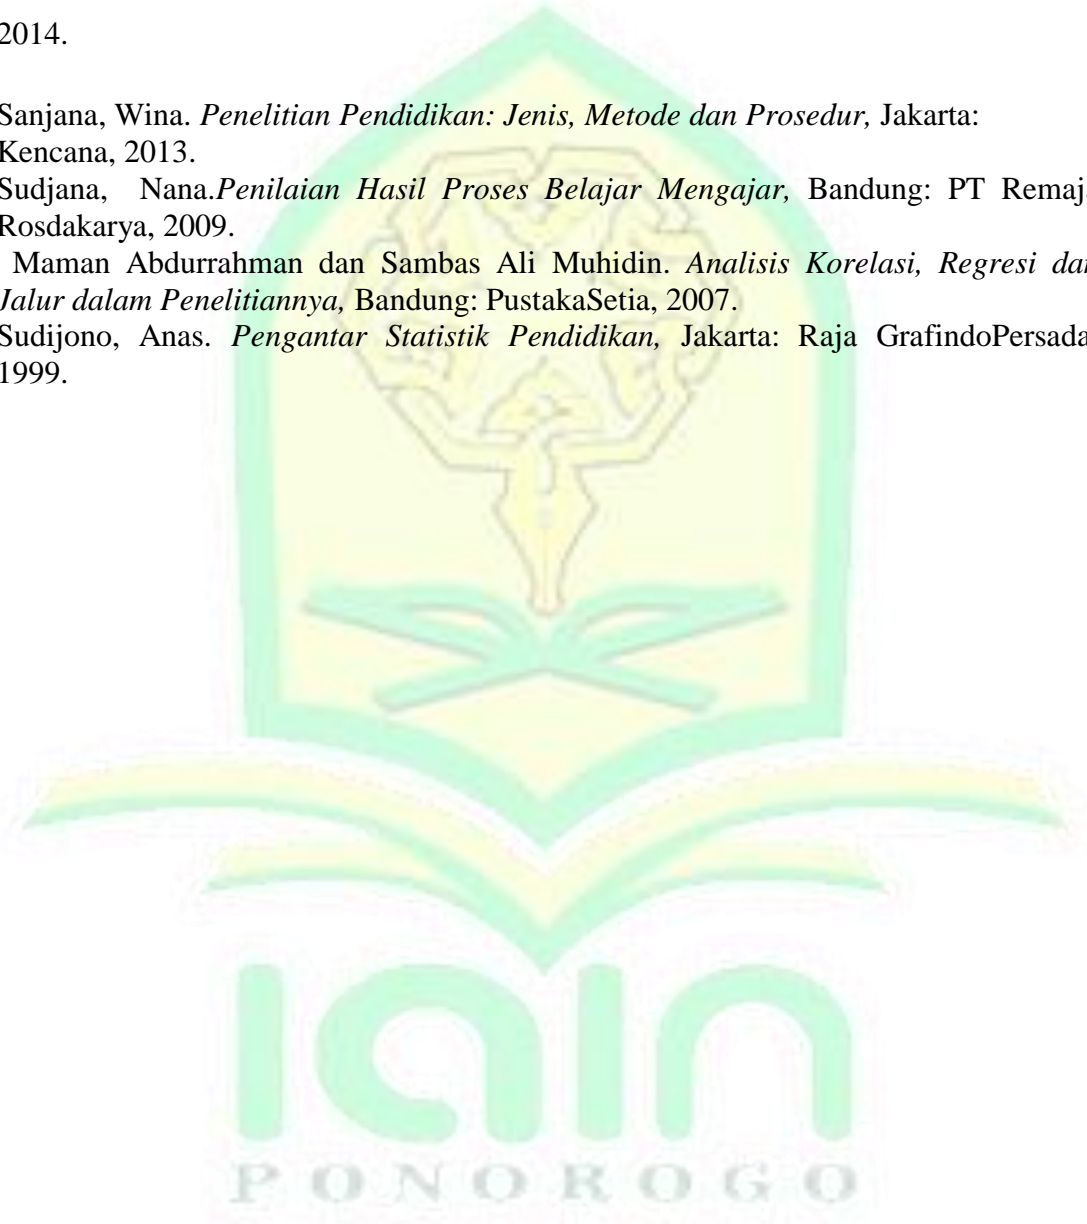 2014.
Sanjana, Wina. Penelitian Pendidikan: Jenis, Metode dan Prosedur, Jakarta:
Kencana, 2013.
Sudjana, Nana.Penilaian Hasil Proses Belajar Mengajar, Bandung: PT Remaja
Rosdakarya, 2009.
Maman Abdurrahman dan Sambas Ali Muhidin. Analisis Korelasi, Regresi dan
Jalur dalam Penelitiannya, Bandung: PustakaSetia, 2007.
Sudijono, Anas. Pengantar Statistik Pendidikan, Jakarta: Raja GrafindoPersada
1999.
iain
PONOROGO